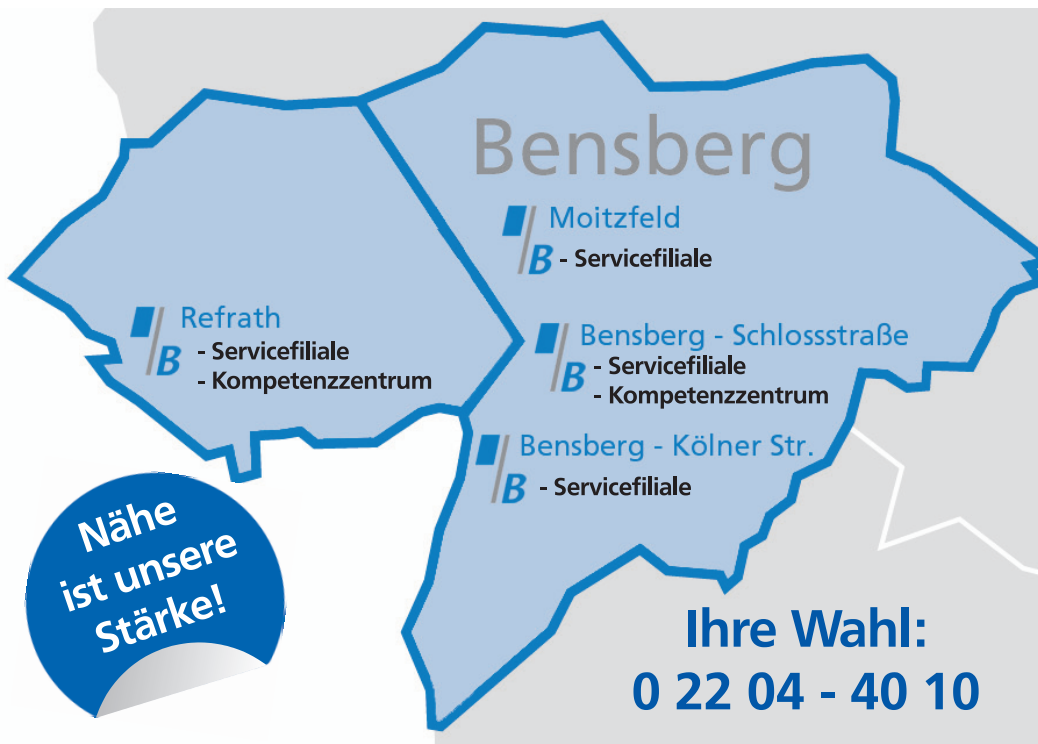 Bensberg
Moitzfeld
B - Servicefiliale
Refrath
B - Servicefiliale
- Kompetenzzentrum
Bensberg - Schlossstraße
B - Servicefiliale
- Kompetenzzentrum
Bensberg - Kölner Str.
B - Servicefiliale
Nähe
ist unsere
Stärke!
Ihre Wahl:
0 22 04 - 40 10